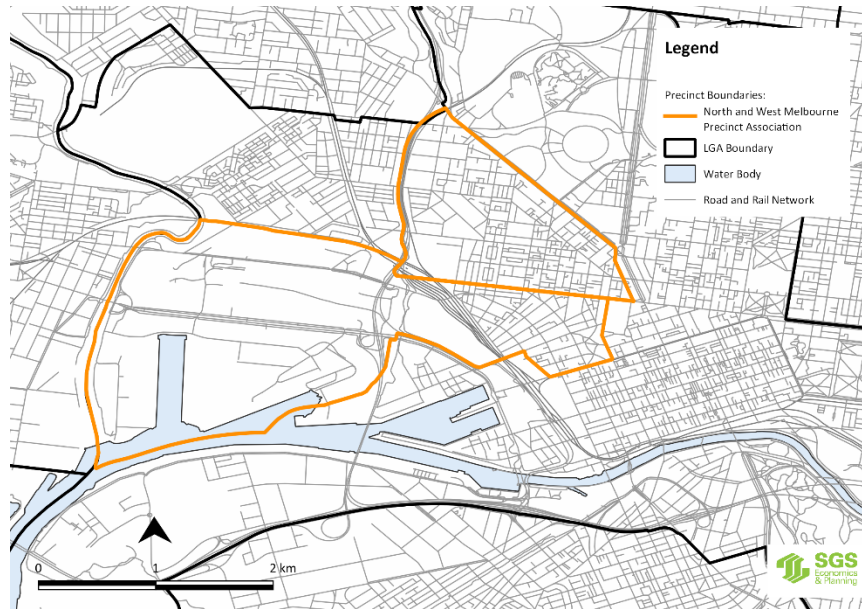 Legend
Precinct Boundaries:
North and West Melbourne
Precinct Association
LGA Boundary
Water Body
Road and Rail Network
0 1 2 km
SGS
Economics
& Planning